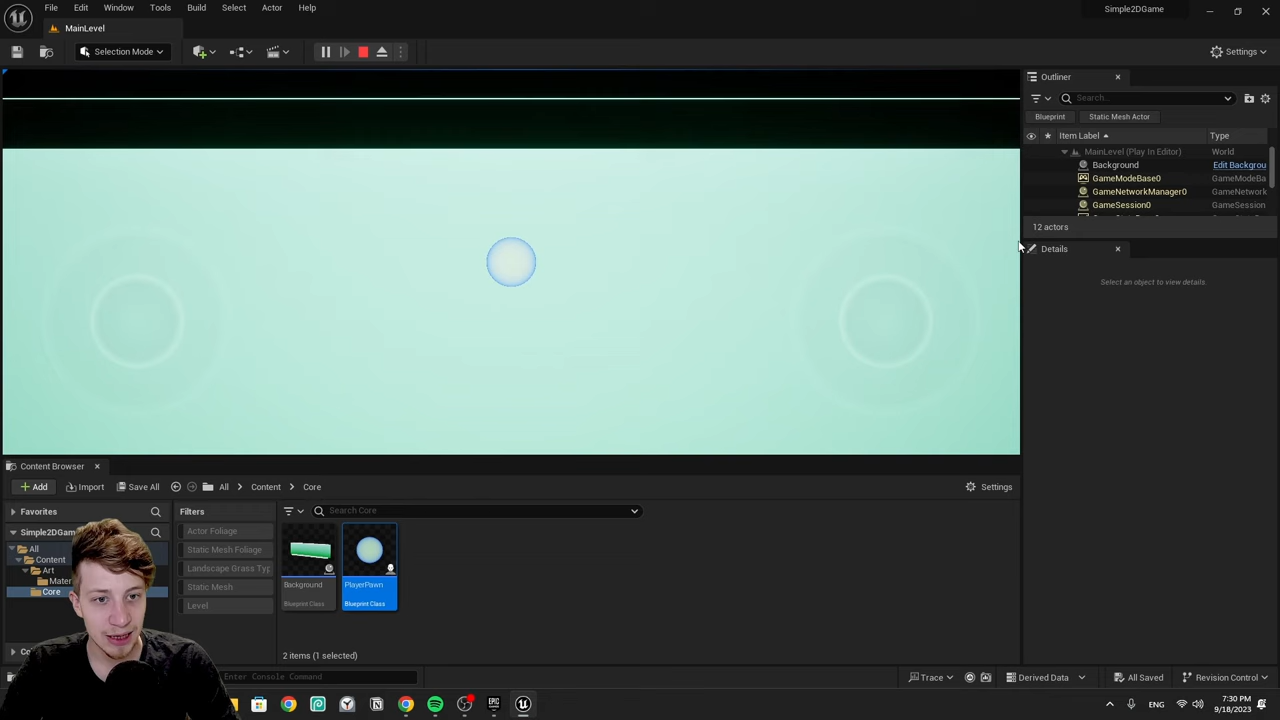 File Edit Window Tools Build Select Actor Help
Simple2DGame
MainLevel
Selection Mode
Settings
Outliner
Search...
Blueprint Static Mesh Actor
Item Label Type
MainLevel (Play In Editor) World
Background Edit Backgrou
GameModeBase0 GameModeBa
GameNetworkManager0 GameNetwork
GameSession0 GameSession
12 actors
Details
Select an object to view details.
Content Browser
Add Import Save All All Content Core Settings
Favorites Filters Search Core
Simple2DGam
All
Content
Art
Mater
Core
Actor Foliage
Static Mesh Foliage
Landscape Grass Typ
Static Mesh
Level
Background
Blueprint Class
PlayerPawn
Blueprint Class
2 items (1 selected)
Enter Console Command
Trace Derived Data All Saved Revision Control
EPIC
ENG
7:30 PM
9/18/2023